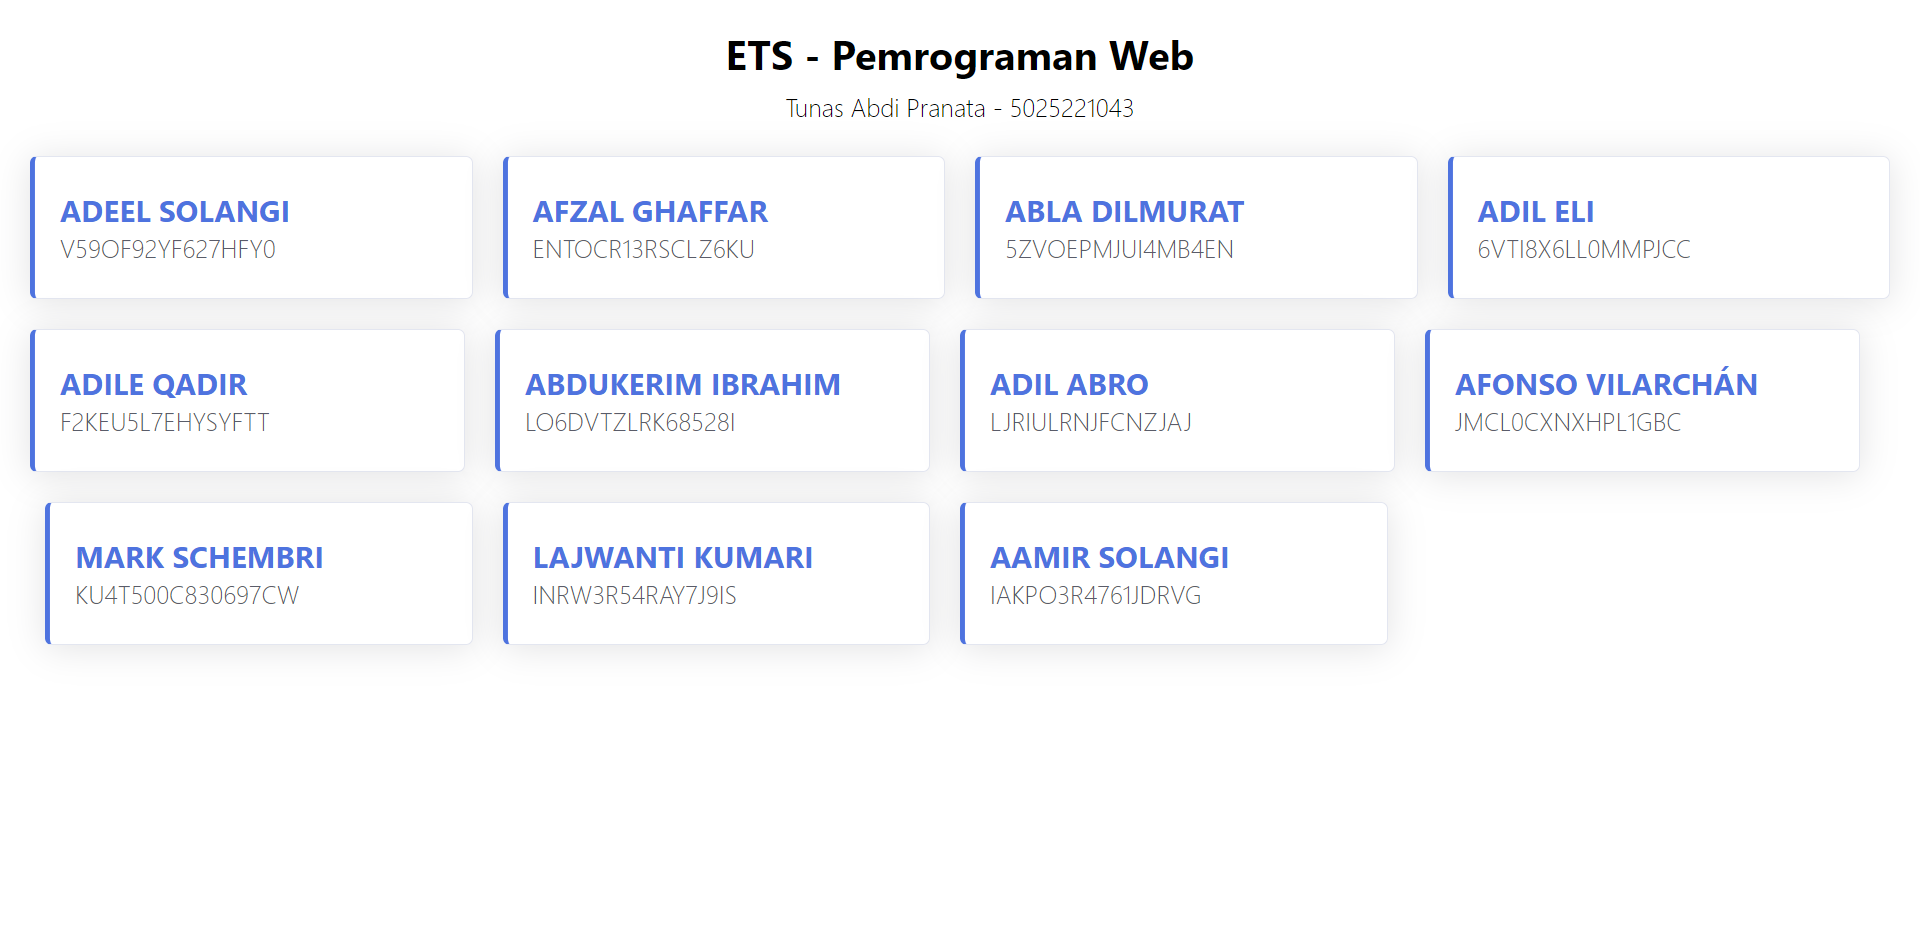 ETS - Pemrograman Web
Tunas Abdi Pranata - 5025221043
ADEEL SOLANGI
V59OF92YF627HFY0
AFZAL GHAFFAR
ENTOCR13RSCLZ6KU
ABLA DILMURAT
5ZVOEPMJUI4MB4EN
ADIL ELI
6VTI8X6LL0MMPJCC
ADILE QADIR
F2KEU5L7EHYSYFTT
ABDUKERIM IBRAHIM
LO6DVTZLRK68528I
ADIL ABRO
LJRIULRNJFCNZJAJ
AFONSO VILARCHÁN
JMCL0CXNXHPL1GBC
MARK SCHEMBRI
KU4T500C830697CW
LAJWANTI KUMARI
INRW3R54RAY7J9IS
AAMIR SOLANGI
IAKPO3R4761JDRVG